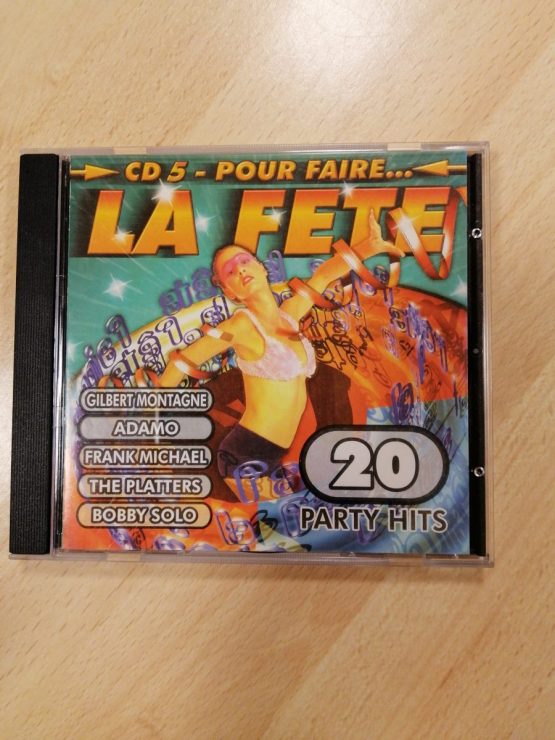 CD 5 - POUR FAIRE...
LA FETE
GILBERT MONTAGNE
ADAMO
FRANK MICHAEL
THE PLATTERS
BOBBY SOLO
20
PARTY HITS